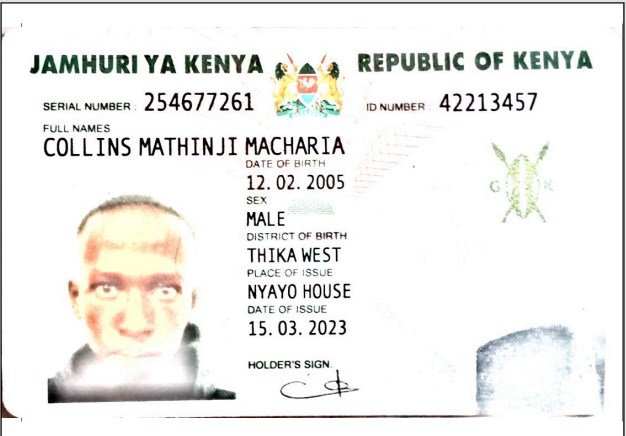 JAMHURI YA KENYA
REPUBLIC OF KENYA
SERIAL NUMBER : 254677261
ID NUMBER : 42213457
FULL NAMES
COLLINS MATHINJI MACHARIA
DATE OF BIRTH
12. 02. 2005
SEX
MALE
G K
DISTRICT OF BIRTH
THIKA WEST
PLACE OF ISSUE
NYAYO HOUSE
DATE OF ISSUE
15. 03. 2023
HOLDER'S SIGN.